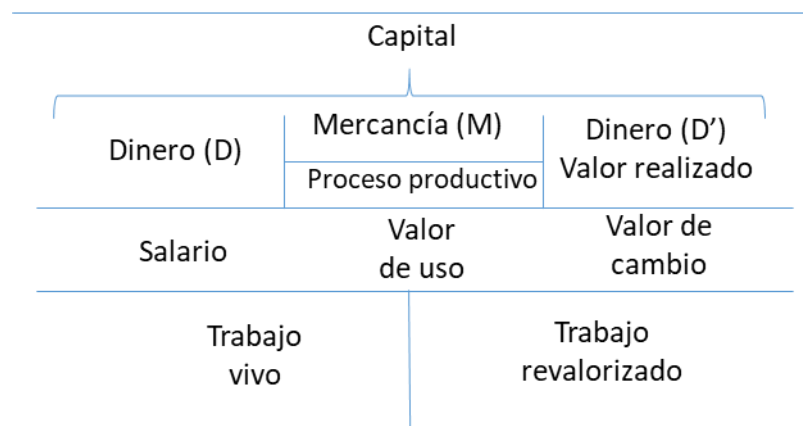 Capital
Dinero (D)
Mercancía (M)
Proceso productivo
Dinero (D’)
Valor realizado
Salario
Valor
de uso
Valor de
cambio
Trabajo
vivo
Trabajo
revalorizado